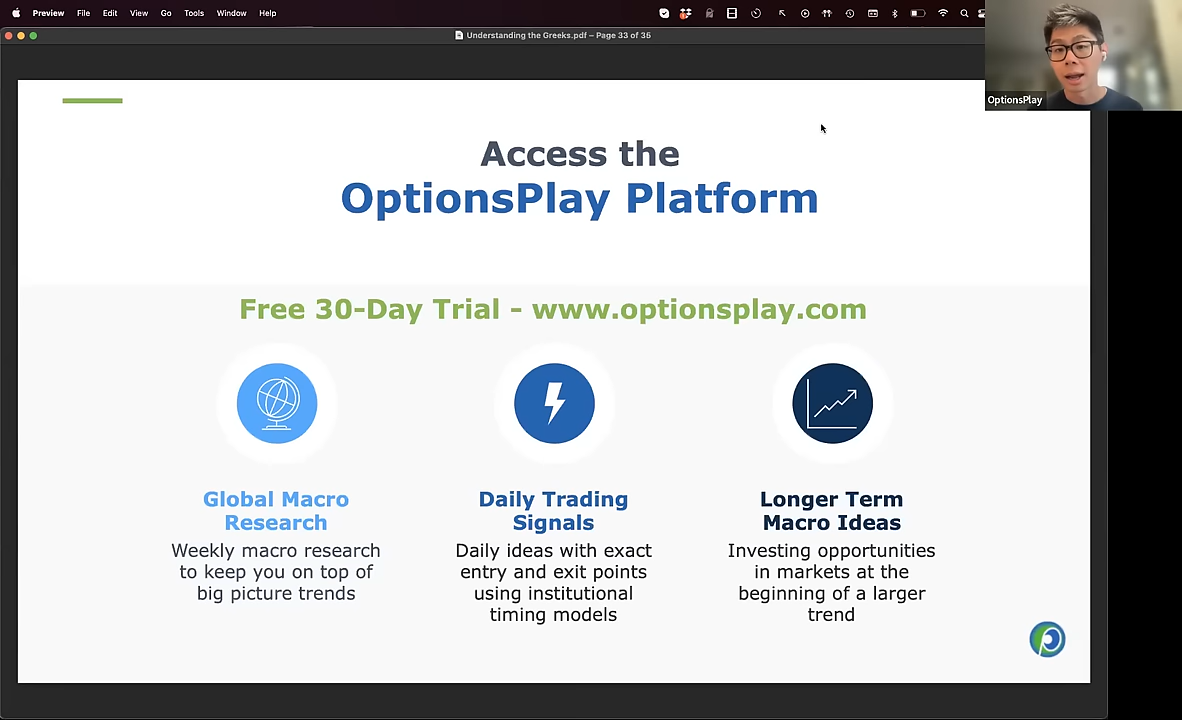 Preview File Edit View Go Tools Window Help
Understanding the Greeks.pdf – Page 33 of 35
OptionsPlay
Access the
OptionsPlay Platform
Free 30-Day Trial - www.optionsplay.com
Global Macro
Research
Weekly macro research
to keep you on top of
big picture trends
Daily Trading
Signals
Daily ideas with exact
entry and exit points
using institutional
timing models
Longer Term
Macro Ideas
Investing opportunities
in markets at the
beginning of a larger
trend